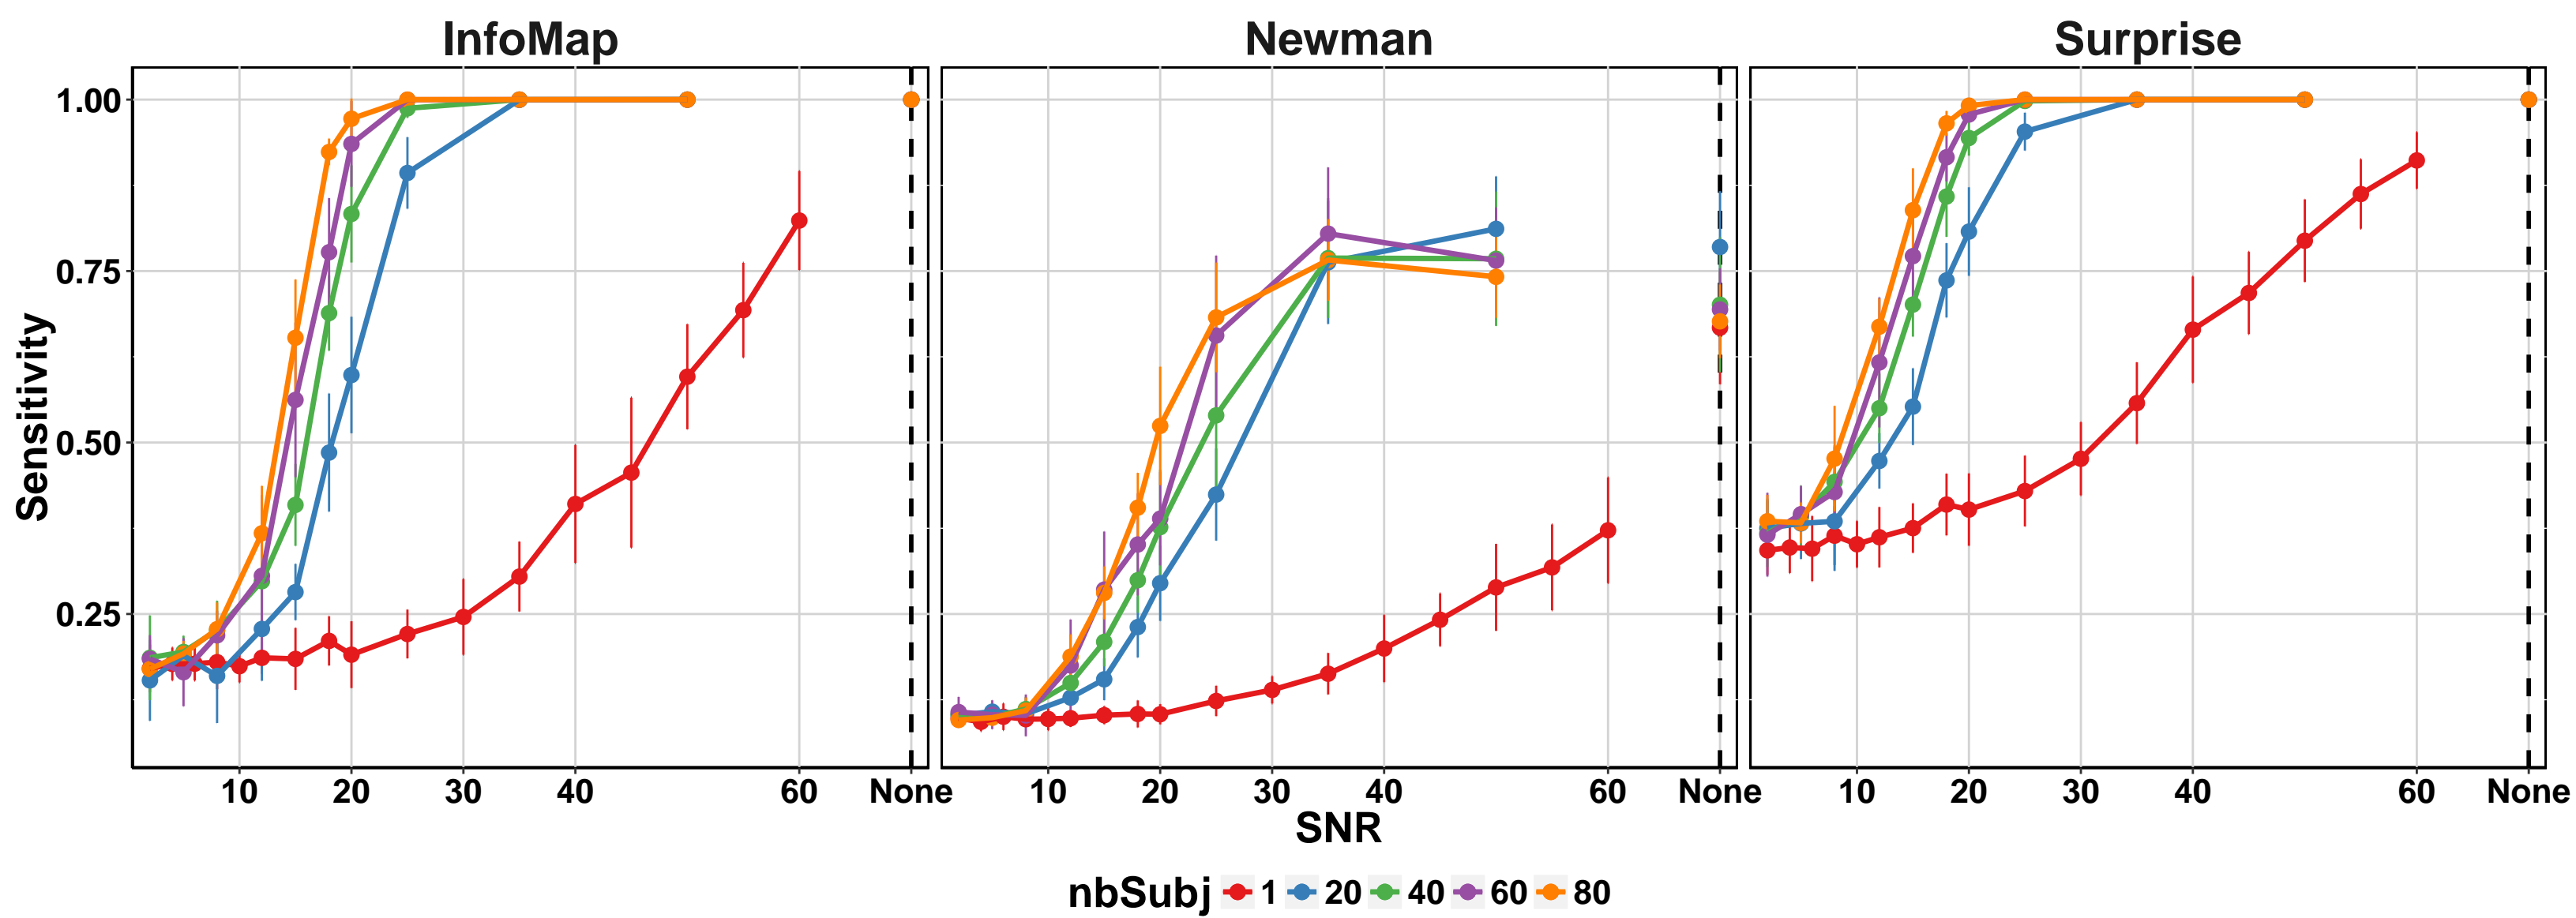 InfoMap Newman Surprise
Sensitivity
1.00
0.75
0.50
0.25
10 20 30 40 60 None 10 20 30 40 60 None 10 20 30 40 60 None
SNR
nbSubj 1 20 40 60 80